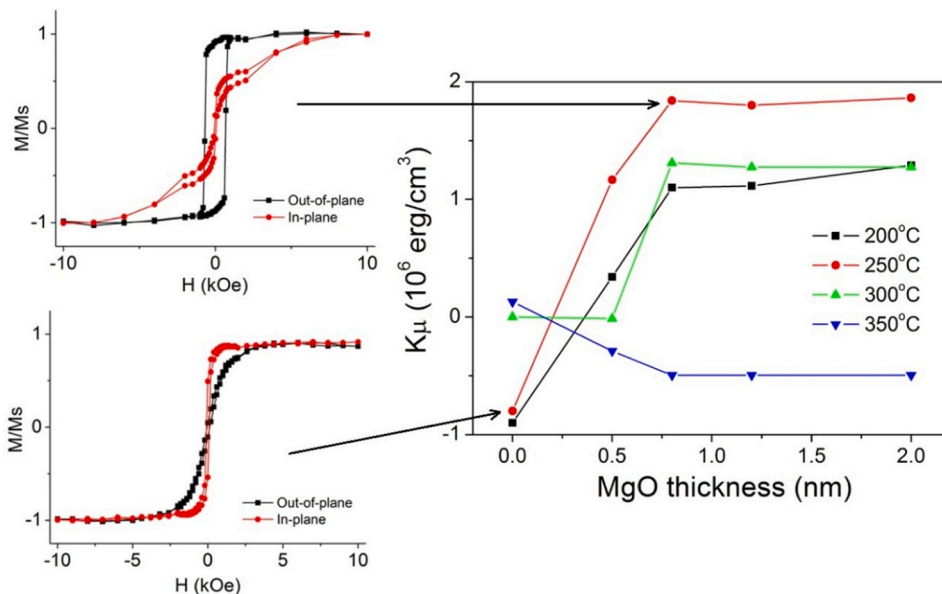 M/Ms
1
0
-1
Out-of-plane
In-plane
-10
0
10
H (kOe)
M/Ms
1
0
-1
Out-of-plane
In-plane
-10
-5
0
5
10
H (kOe)
Kμ (10⁶ erg/cm³)
2
1
0
-1
200°C
250°C
300°C
350°C
0.0
0.5
1.0
1.5
2.0
MgO thickness (nm)